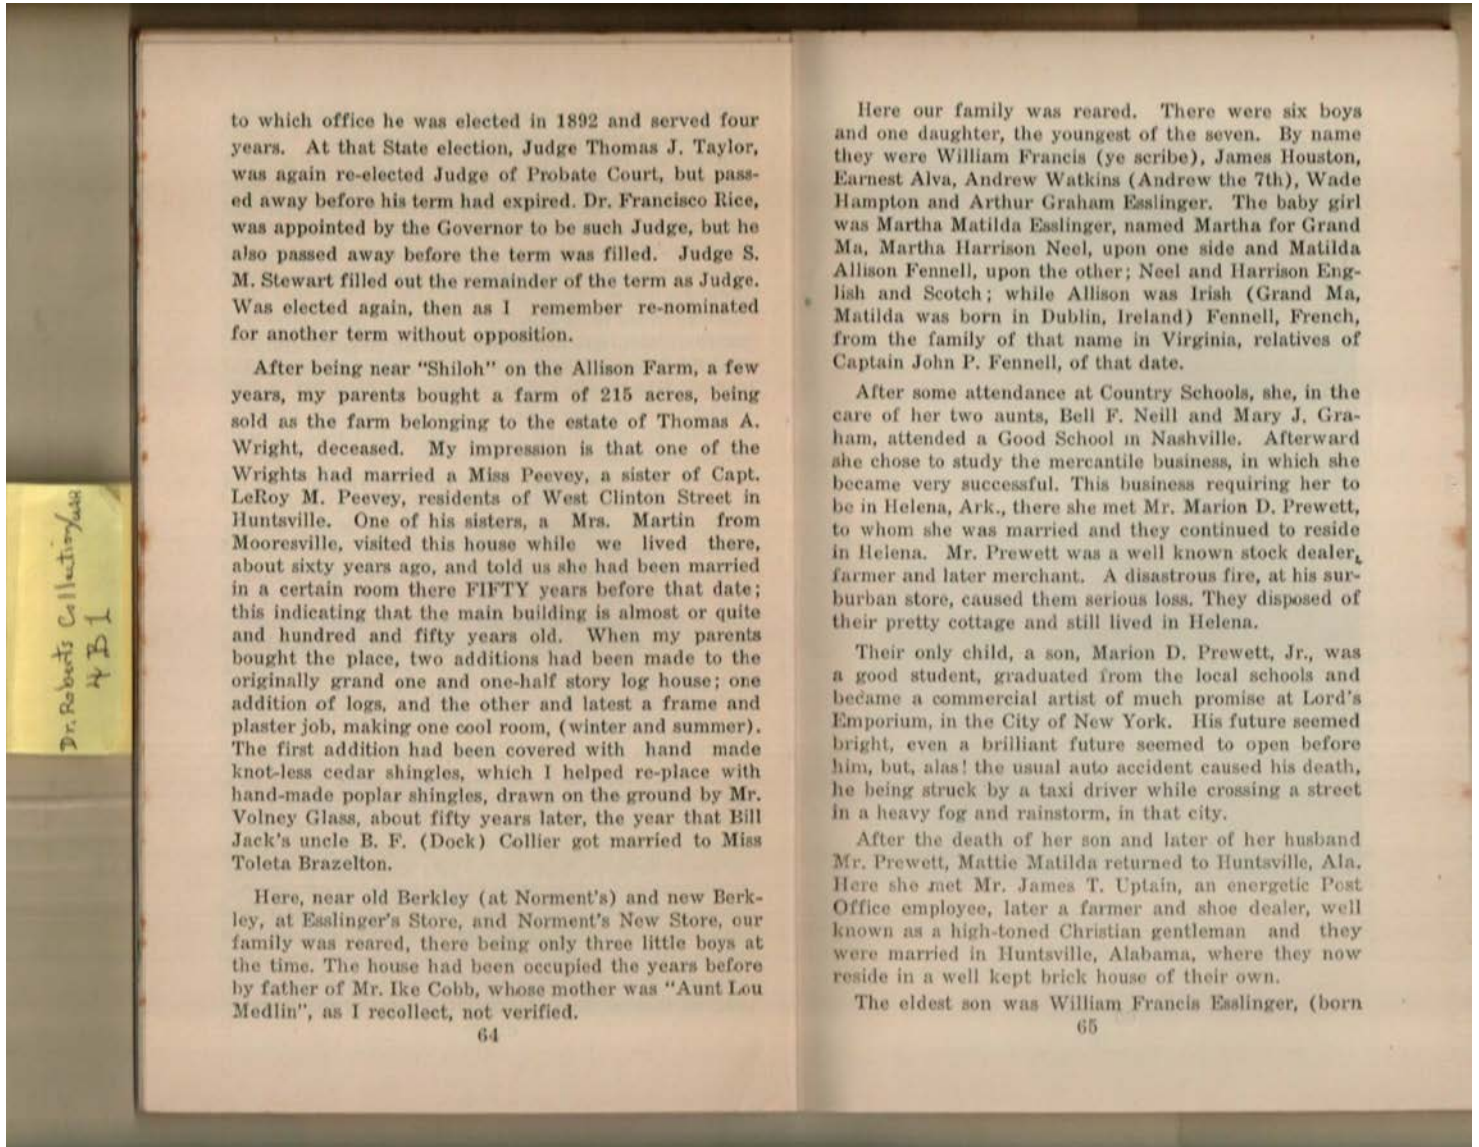 to which office he was elected in 1892 and served four
years. At that State election, Judge Thomas J. Taylor,
was again re-elected Judge of Probate Court, but pass-
ed away before his term had expired. Dr. Francisco Rice,
was appointed by the Governor to be such Judge, but he
also passed away before the term was filled. Judge S.
M. Stewart filled out the remainder of the term as Judge.
Was elected again, then as I remember re-nominated
for another term without opposition.
After being near "Shiloh" on the Allison Farm, a few
years, my parents bought a farm of 215 acres, being
sold as the farm belonging to the estate of Thomas A.
Wright, deceased. My impression is that one of the
Wrights had married a Miss Peevey, a sister of Capt.
LeRoy M. Peevey, residents of West Clinton Street in
Huntsville. One of his sisters, a Mrs. Martin from
Mooresville, visited this house while we lived there,
about sixty years ago, and told us she had been married
in a certain room there FIFTY years before that date;
this indicating that the main building is almost or quite
and hundred and fifty years old. When my parents
bought the place, two additions had been made to the
originally grand one and one-half story log house; one
addition of logs, and the other and latest a frame and
plaster job, making one cool room, (winter and summer).
The first addition had been covered with hand made
knot-less cedar shingles, which I helped re-place with
hand-made poplar shingles, drawn on the ground by Mr.
Volney Glass, about fifty years later, the year that Bill
Jack's uncle B. F. (Dock) Collier got married to Miss
Toleta Brazelton.
Here, near old Berkley (at Norment's) and new Berk-
ley, at Esslinger's Store, and Norment's New Store, our
family was reared, there being only three little boys at
the time. The house had been occupied the years before
by father of Mr. Ike Cobb, whose mother was "Aunt Lou
Medlin", as I recollect, not verified.
64
Here our family was reared. There were six boys
and one daughter, the youngest of the seven. By name
they were William Francis (ye scribe), James Houston,
Earnest Alva, Andrew Watkins (Andrew the 7th), Wade
Hampton and Arthur Graham Esslinger. The baby girl
was Martha Matilda Esslinger, named Martha for Grand
Ma, Martha Harrison Neel, upon one side and Matilda
Allison Fennell, upon the other; Neel and Harrison Eng-
lish and Scotch; while Allison was Irish (Grand Ma,
Matilda was born in Dublin, Ireland) Fennell, French,
from the family of that name in Virginia, relatives of
Captain John P. Fennell, of that date.
After some attendance at Country Schools, she, in the
care of her two aunts, Bell F. Neill and Mary J. Gra-
ham, attended a Good School in Nashville. Afterward
she chose to study the mercantile business, in which she
became very successful. This business requiring her to
be in Helena, Ark., there she met Mr. Marion D. Prewett,
to whom she was married and they continued to reside
in Helena. Mr. Prewett was a well known stock dealer,
farmer and later merchant. A disastrous fire, at his sur-
burban store, caused them serious loss. They disposed of
their pretty cottage and still lived in Helena.
Their only child, a son, Marion D. Prewett, Jr., was
a good student, graduated from the local schools and
became a commercial artist of much promise at Lord's
Emporium, in the City of New York. His future seemed
bright, even a brilliant future seemed to open before
him, but, alas! the usual auto accident caused his death,
he being struck by a taxi driver while crossing a street
in a heavy fog and rainstorm, in that city.
After the death of her son and later of her husband
Mr. Prewett, Mattie Matilda returned to Huntsville, Ala.
Here she met Mr. James T. Uptain, an energetic Post
Office employee, later a farmer and shoe dealer, well
known as a high-toned Christian gentleman and they
were married in Huntsville, Alabama, where they now
reside in a well kept brick house of their own.
The eldest son was William Francis Esslinger, (born
65
Dr. Roberts Collection/UAH
4 B 1